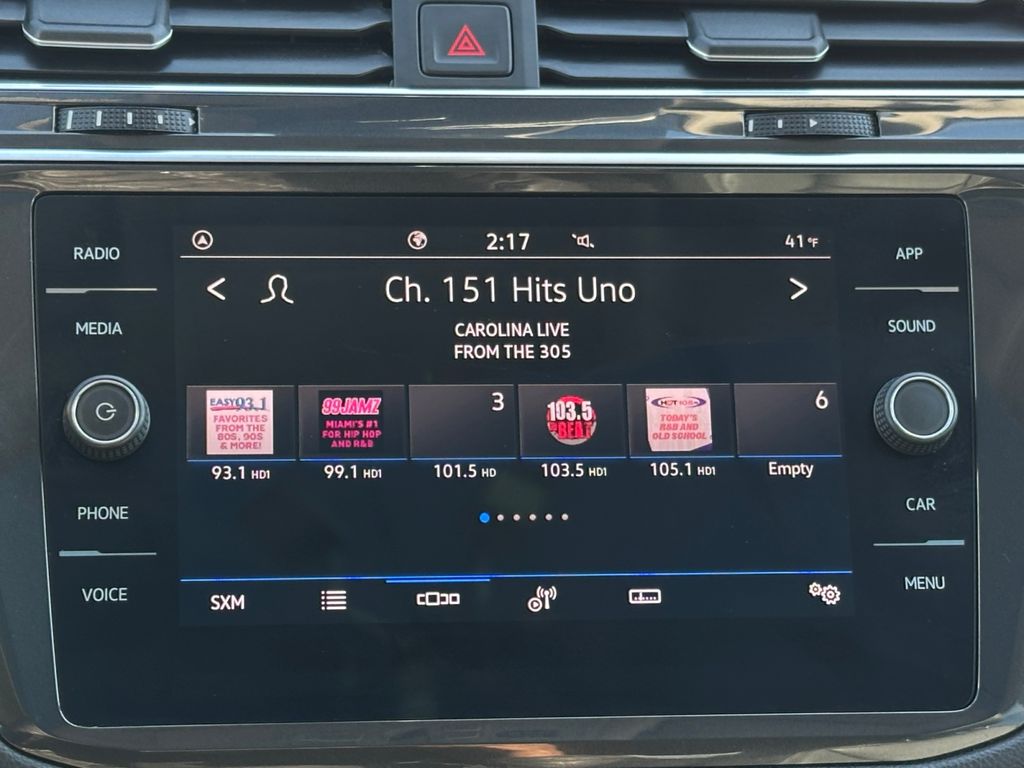 RADIO
MEDIA
PHONE
VOICE
2:17
41°F
< Ch. 151 Hits Uno >
CAROLINA LIVE
FROM THE 305
EASY93.1
FAVORITES
FROM THE
80S, 90S
& MORE!
93.1 HD1
99JAMZ
MIAMI'S #1
FOR HIP HOP
AND R&B
99.1 HD1
3
101.5 HD
103.5
THE BEAT
103.5 HD1
HOT 105FM
TODAY'S
R&B AND
OLD SCHOOL
105.1 HD1
6
Empty
SXM
APP
SOUND
CAR
MENU